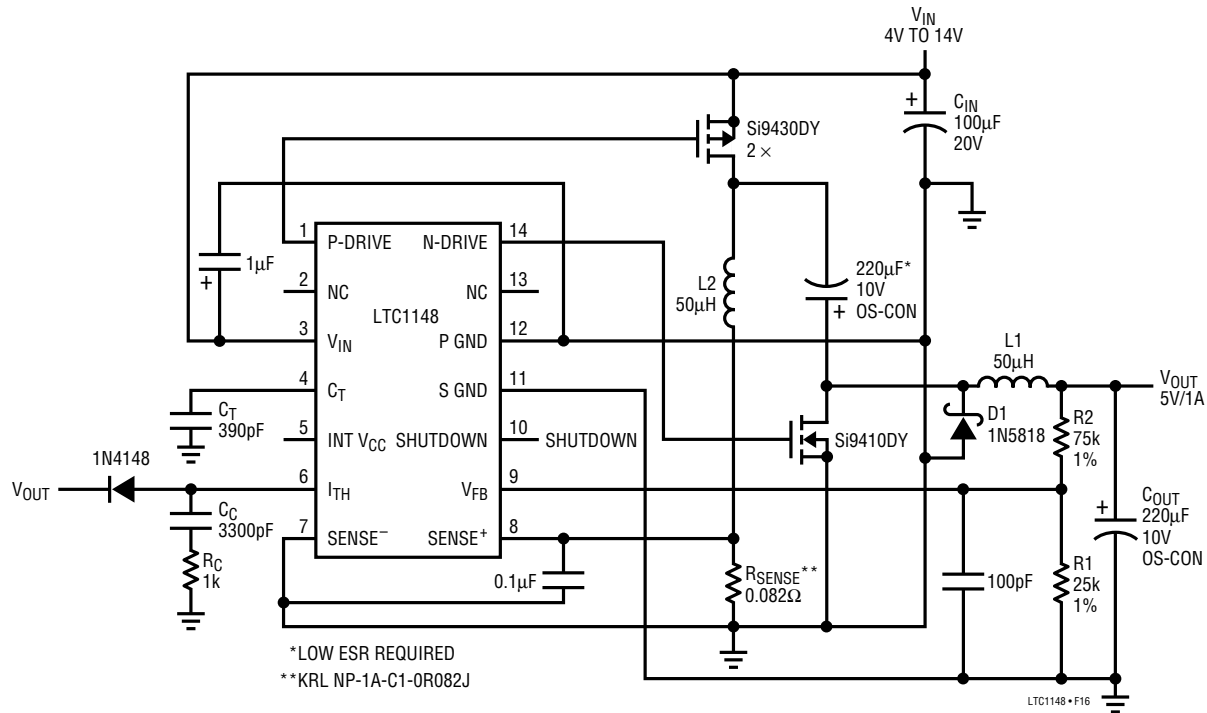 V_IN
4V TO 14V
C_IN
100µF
20V
Si9430DY
2 ×
1
P-DRIVE
N-DRIVE
14
1µF
+
+
2
NC
NC
13
LTC1148
3
V_IN
P GND
12
L2
50µH
220µF*
10V
+ OS-CON
4
C_T
S GND
11
C_T
390pF
L1
50µH
V_OUT
5V/1A
5
INT V_CC
SHUTDOWN
10
SHUTDOWN
Si9410DY
D1
1N5818
R2
75k
1%
1N4148
V_OUT
6
I_TH
V_FB
9
C_C
3300pF
7
SENSE⁻
SENSE⁺
8
+
C_OUT
220µF
10V
OS-CON
R_C
1k
0.1µF
R_SENSE**
0.082Ω
100pF
R1
25k
1%
*LOW ESR REQUIRED
**KRL NP-1A-C1-0R082J
LTC1148 • F16